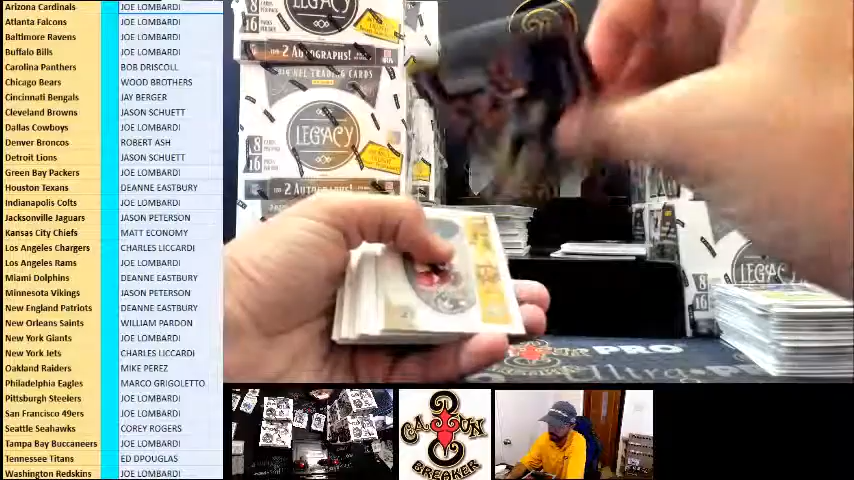 Arizona Cardinals JOE LOMBARDI
Atlanta Falcons JOE LOMBARDI
Baltimore Ravens JOE LOMBARDI
Buffalo Bills JOE LOMBARDI
Carolina Panthers BOB DRISCOLL
Chicago Bears WOOD BROTHERS
Cincinnati Bengals JAY BERGER
Cleveland Browns JASON SCHUETT
Dallas Cowboys JOE LOMBARDI
Denver Broncos ROBERT ASH
Detroit Lions JASON SCHUETT
Green Bay Packers JOE LOMBARDI
Houston Texans DEANNE EASTBURY
Indianapolis Colts JOE LOMBARDI
Jacksonville Jaguars JASON PETERSON
Kansas City Chiefs MATT ECONOMY
Los Angeles Chargers CHARLES LICCARDI
Los Angeles Rams JOE LOMBARDI
Miami Dolphins DEANNE EASTBURY
Minnesota Vikings JASON PETERSON
New England Patriots DEANNE EASTBURY
New Orleans Saints WILLIAM PARDON
New York Giants JOE LOMBARDI
New York Jets CHARLES LICCARDI
Oakland Raiders MIKE PEREZ
Philadelphia Eagles MARCO GRIGOLETTO
Pittsburgh Steelers JOE LOMBARDI
San Francisco 49ers JOE LOMBARDI
Seattle Seahawks COREY ROGERS
Tampa Bay Buccaneers JOE LOMBARDI
Tennessee Titans ED DPOUGLAS
Washington Redskins JOE LOMBARDI
LEGACY
8
16
2 AUTOGRAPHS!
TRADING CARDS
LEGACY
8
16
2 AUTOGRAPHS!
LEGACY
PRO
CAJUN
BREAKER